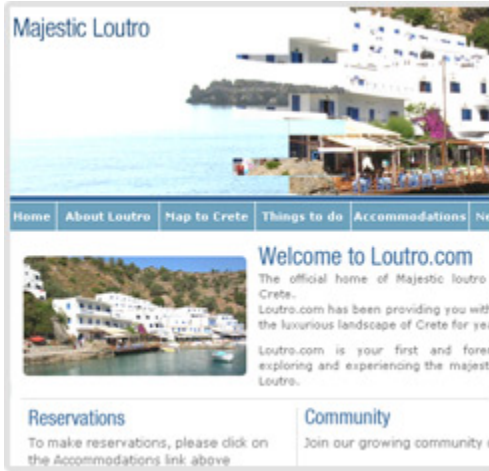 Majestic Loutro
Home About Loutro Map to Crete Things to do Accommodations Ne
Welcome to Loutro.com
The official home of Majestic loutro
Crete.
Loutro.com has been providing you with
the luxurious landscape of Crete for yea
Loutro.com is your first and fore
exploring and experiencing the majest
Loutro.
Reservations
To make reservations, please click on
the Accommodations link above
Community
Join our growing community